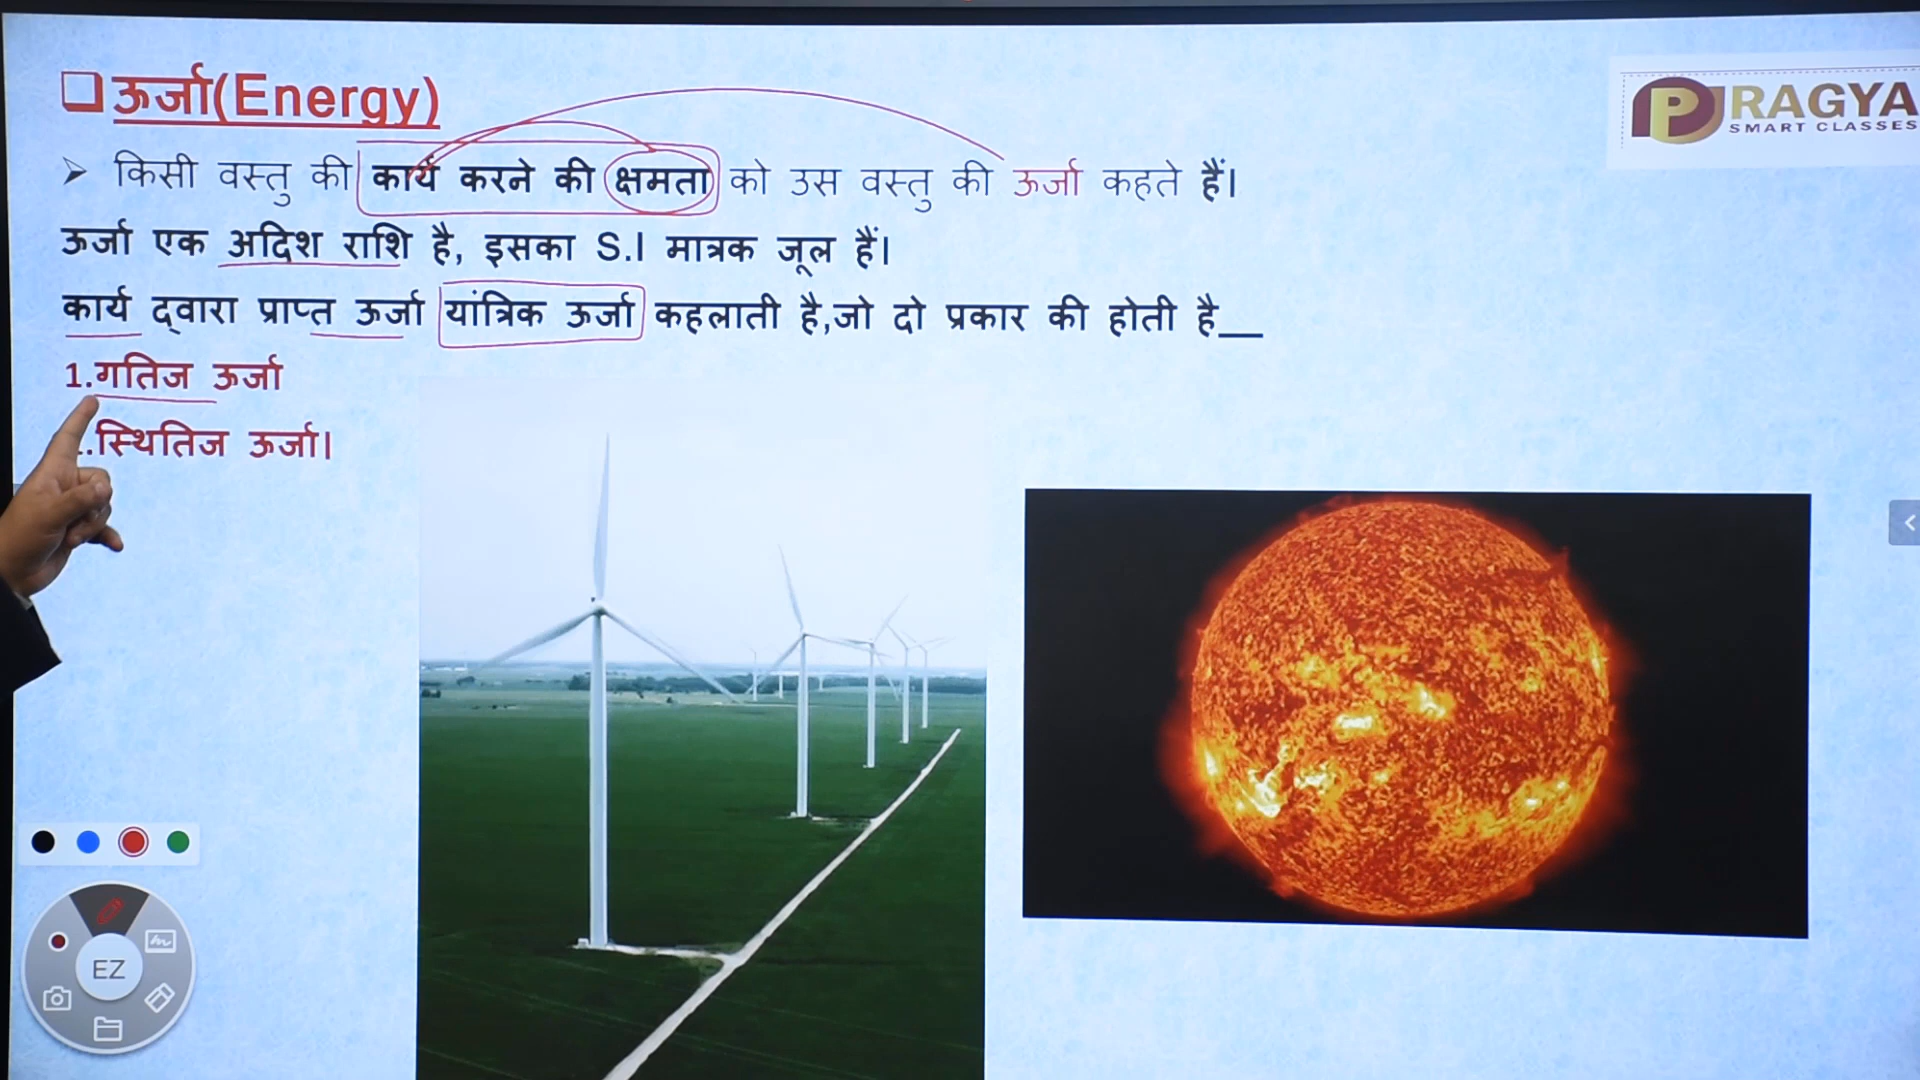 ऊर्जा(Energy)
PRAGYA
SMART CLASSES
किसी वस्तु की कार्य करने की क्षमता को उस वस्तु की ऊर्जा कहते हैं।
ऊर्जा एक अदिश राशि है, इसका S.I मात्रक जूल हैं।
कार्य द्वारा प्राप्त ऊर्जा यांत्रिक ऊर्जा कहलाती है,जो दो प्रकार की होती है__
1.गतिज ऊर्जा
.स्थितिज ऊर्जा।
EZ